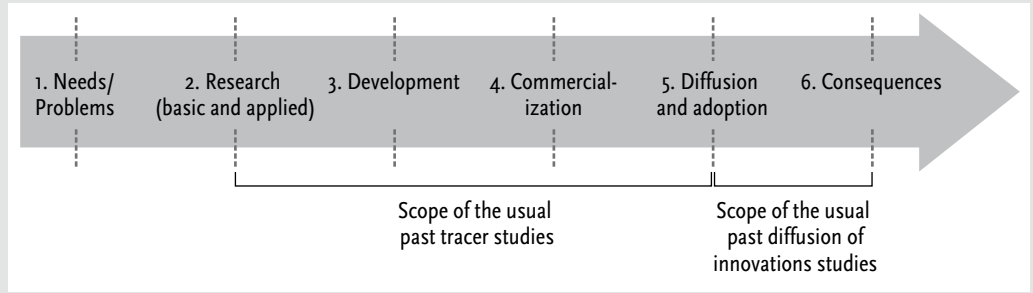 1. Needs/
Problems
2. Research
(basic and applied)
3. Development
4. Commercial-
ization
5. Diffusion
and adoption
6. Consequences
Scope of the usual
past tracer studies
Scope of the usual
past diffusion of
innovations studies